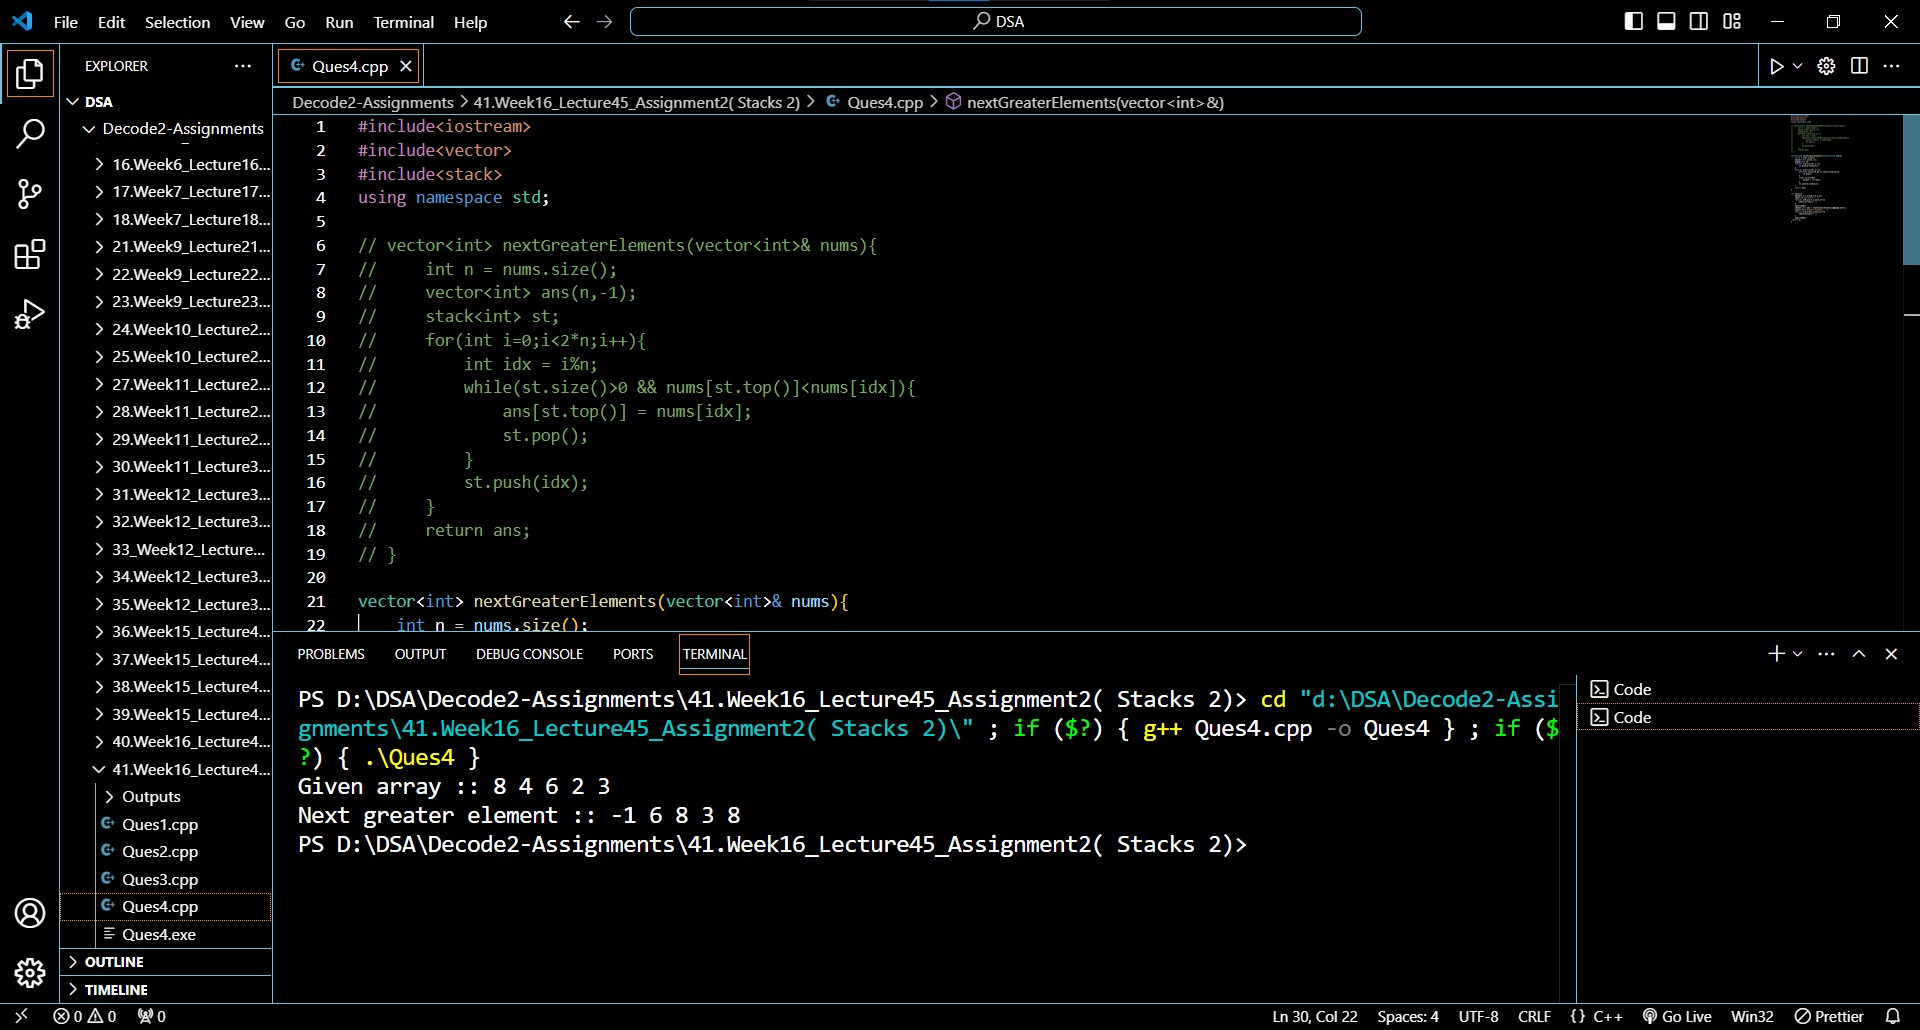 File Edit Selection View Go Run Terminal Help
DSA
EXPLORER
DSA
Decode2-Assignments
16.Week6_Lecture16...
17.Week7_Lecture17...
18.Week7_Lecture18...
21.Week9_Lecture21...
22.Week9_Lecture22...
23.Week9_Lecture23...
24.Week10_Lecture2...
25.Week10_Lecture2...
27.Week11_Lecture2...
28.Week11_Lecture2...
29.Week11_Lecture2...
30.Week11_Lecture3...
31.Week12_Lecture3...
32.Week12_Lecture3...
33_Week12_Lecture...
34.Week12_Lecture3...
35.Week12_Lecture3...
36.Week15_Lecture4...
37.Week15_Lecture4...
38.Week15_Lecture4...
39.Week15_Lecture4...
40.Week16_Lecture4...
41.Week16_Lecture4...
Outputs
Ques1.cpp
Ques2.cpp
Ques3.cpp
Ques4.cpp
Ques4.exe
OUTLINE
TIMELINE
Ques4.cpp
Decode2-Assignments > 41.Week16_Lecture45_Assignment2( Stacks 2) > Ques4.cpp > nextGreaterElements(vector<int>&)
1 #include<iostream>
2 #include<vector>
3 #include<stack>
4 using namespace std;
5
6 // vector<int> nextGreaterElements(vector<int>& nums){
7 //     int n = nums.size();
8 //     vector<int> ans(n,-1);
9 //     stack<int> st;
10 //     for(int i=0;i<2*n;i++){
11 //         int idx = i%n;
12 //         while(st.size()>0 && nums[st.top()]<nums[idx]){
13 //             ans[st.top()] = nums[idx];
14 //             st.pop();
15 //         }
16 //         st.push(idx);
17 //     }
18 //     return ans;
19 // }
20
21 vector<int> nextGreaterElements(vector<int>& nums){
22     int n = nums.size();
PROBLEMS OUTPUT DEBUG CONSOLE PORTS TERMINAL
PS D:\DSA\Decode2-Assignments\41.Week16_Lecture45_Assignment2( Stacks 2)> cd "d:\DSA\Decode2-Assi
gnments\41.Week16_Lecture45_Assignment2( Stacks 2)\" ; if ($?) { g++ Ques4.cpp -o Ques4 } ; if ($
?) { .\Ques4 }
Given array :: 8 4 6 2 3
Next greater element :: -1 6 8 3 8
PS D:\DSA\Decode2-Assignments\41.Week16_Lecture45_Assignment2( Stacks 2)>
Code
Code
0 0 0
Ln 30, Col 22 Spaces: 4 UTF-8 CRLF {} C++ Go Live Win32 Prettier